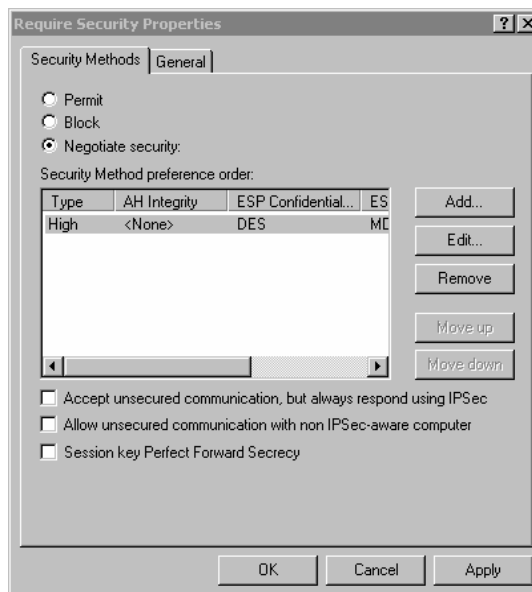 Require Security Properties
Security Methods General
Permit
Block
Negotiate security:
Security Method preference order:
Type AH Integrity ESP Confidential... ES
High <None> DES MD
Add...
Edit...
Remove
Move up
Move down
Accept unsecured communication, but always respond using IPSec
Allow unsecured communication with non IPSec-aware computer
Session key Perfect Forward Secrecy
OK Cancel Apply